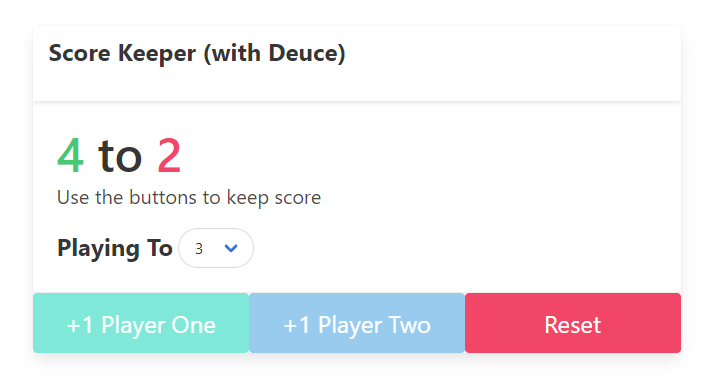 Score Keeper (with Deuce)
4 to 2
Use the buttons to keep score
Playing To 3
+1 Player One +1 Player Two Reset